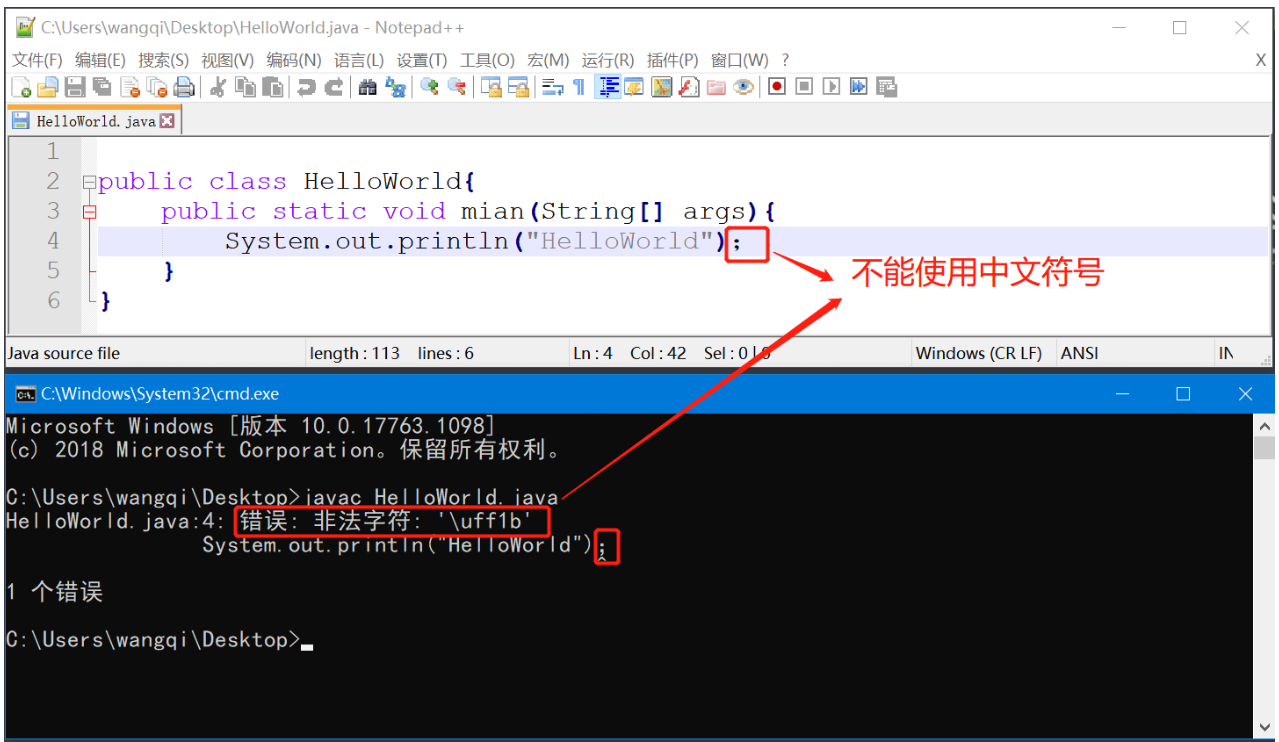 C:\Users\wangqi\Desktop\HelloWorld.java - Notepad++
文件(F) 编辑(E) 搜索(S) 视图(V) 编码(N) 语言(L) 设置(T) 工具(O) 宏(M) 运行(R) 插件(P) 窗口(W) ? X
HelloWorld.java
1
2 public class HelloWorld{
3 public static void mian(String[] args){
4 System.out.println("HelloWorld")；
5 }
6 }
不能使用中文符号
Java source file length : 113 lines : 6 Ln : 4 Col : 42 Sel : 0 | 0 Windows (CR LF) ANSI IN
C:\Windows\System32\cmd.exe
Microsoft Windows [版本 10.0.17763.1098]
(c) 2018 Microsoft Corporation。保留所有权利。
C:\Users\wangqi\Desktop>javac HelloWorld.java
HelloWorld.java:4: 错误: 非法字符: '\uff1b'
System.out.println("HelloWorld")；
^
1 个错误
C:\Users\wangqi\Desktop>